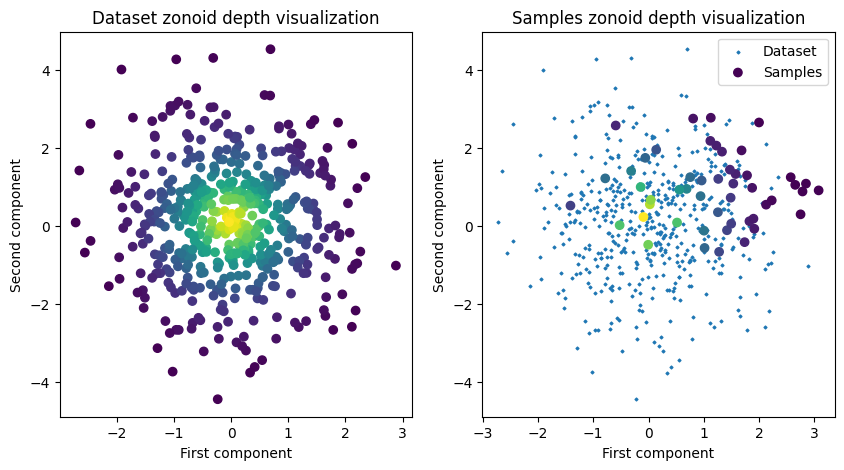 Dataset zonoid depth visualization
Second component
4
2
0
−2
−4
−2
−1
0
1
2
3
First component
Samples zonoid depth visualization
Dataset
Samples
Second component
4
2
0
−2
−4
−3
−2
−1
0
1
2
3
First component